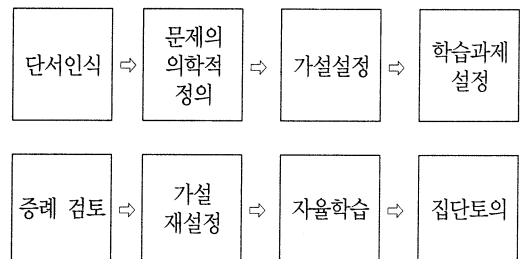 단서인식 ⇨ 문제의 의학적 정의 ⇨ 가설설정 ⇨ 학습과제 설정
증례 검토 ⇨ 가설 재설정 ⇨ 자율학습 ⇨ 집단토의